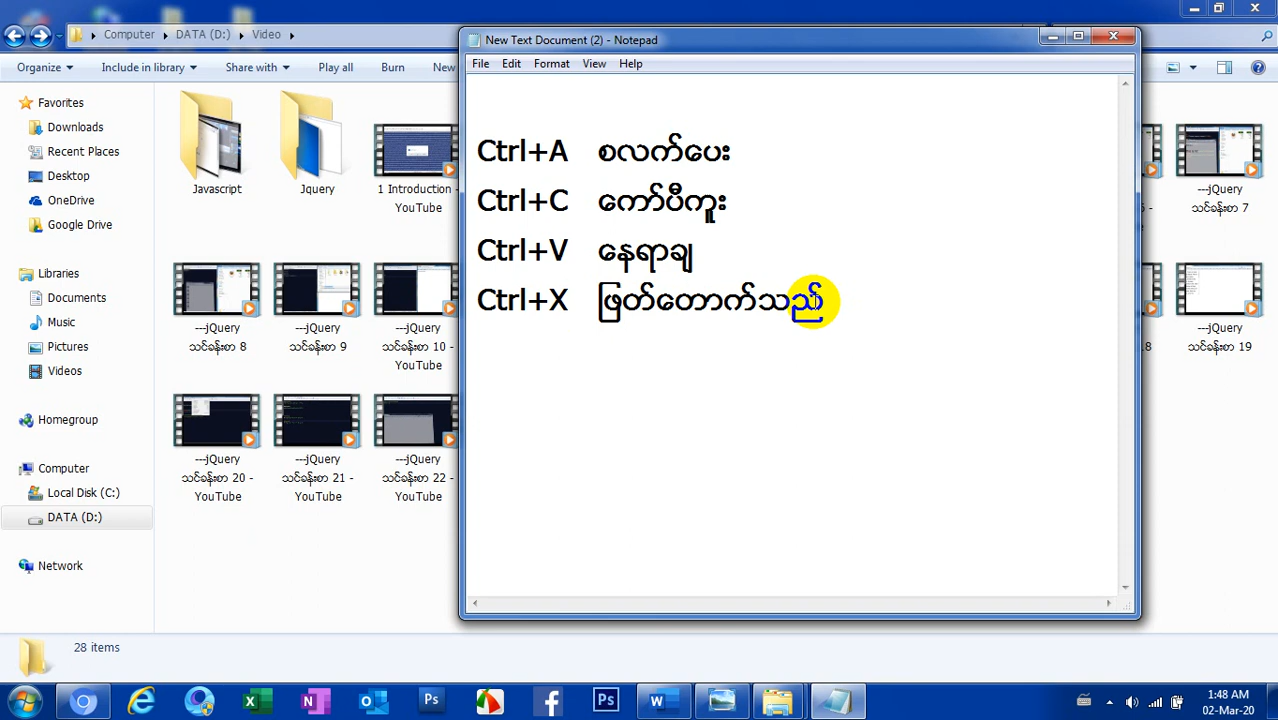 Computer ▸ DATA (D:) ▸ Video ▸
Organize ▾ Include in library ▾ Share with ▾ Play all Burn New
New Text Document (2) - Notepad
File Edit Format View Help
Ctrl+A စလက်ပေး
Ctrl+C ကော်ပီကူး
Ctrl+V နေရာချ
Ctrl+X ဖြတ်တောက်သည်
Favorites
Downloads
Recent Places
Desktop
OneDrive
Google Drive
Libraries
Documents
Music
Pictures
Videos
Homegroup
Computer
Local Disk (C:)
DATA (D:)
Network
Javascript
Jquery
1 Introduction -
YouTube
---jQuery
သင်ခန်းစာ 7
---jQuery
သင်ခန်းစာ 8
---jQuery
သင်ခန်းစာ 9
---jQuery
သင်ခန်းစာ 10 -
YouTube
---jQuery
သင်ခန်းစာ 19
---jQuery
သင်ခန်းစာ 20 -
YouTube
---jQuery
သင်ခန်းစာ 21 -
YouTube
---jQuery
သင်ခန်းစာ 22 -
YouTube
28 items
1:48 AM
02-Mar-20